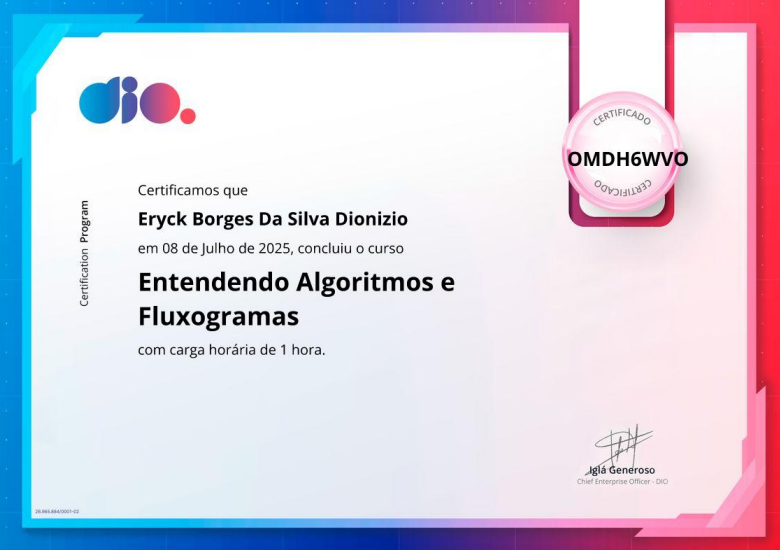 dio.
CERTIFICADO
OMDH6WVO
CERTIFICADO
Certification Program
Certificamos que
Eryck Borges Da Silva Dionizio
em 08 de Julho de 2025, concluiu o curso
Entendendo Algoritmos e
Fluxogramas
com carga horária de 1 hora.
Iglá Generoso
Chief Enterprise Officer - DIO